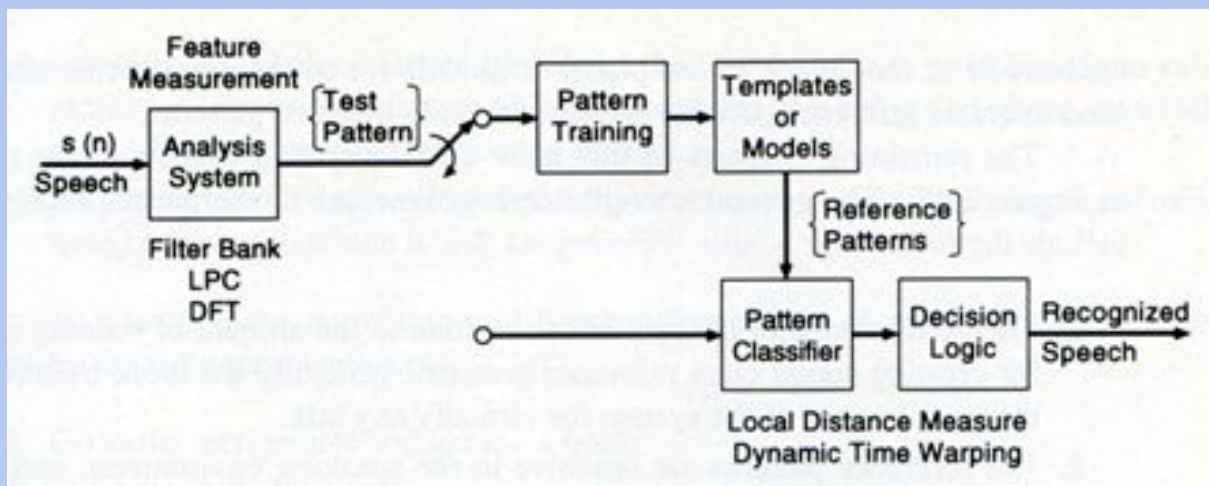 Feature
Measurement
s (n)
Speech
Analysis
System
Filter Bank
LPC
DFT
Test
Pattern
Pattern
Training
Templates
or
Models
Reference
Patterns
Pattern
Classifier
Local Distance Measure
Dynamic Time Warping
Decision
Logic
Recognized
Speech